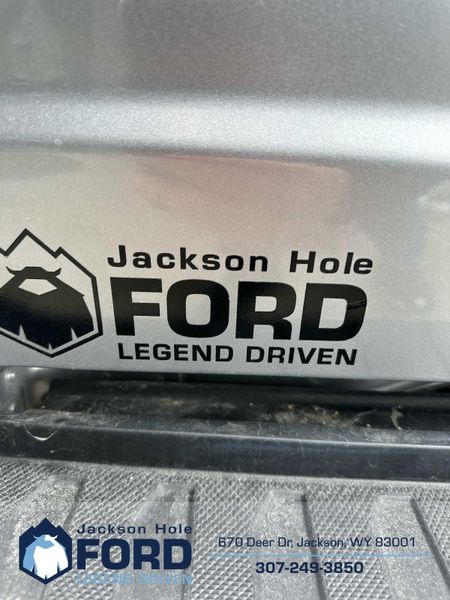 Jackson Hole
FORD
LEGEND DRIVEN
Jackson Hole
FORD
LEGEND DRIVEN
670 Deer Dr, Jackson, WY 83001
307-249-3850